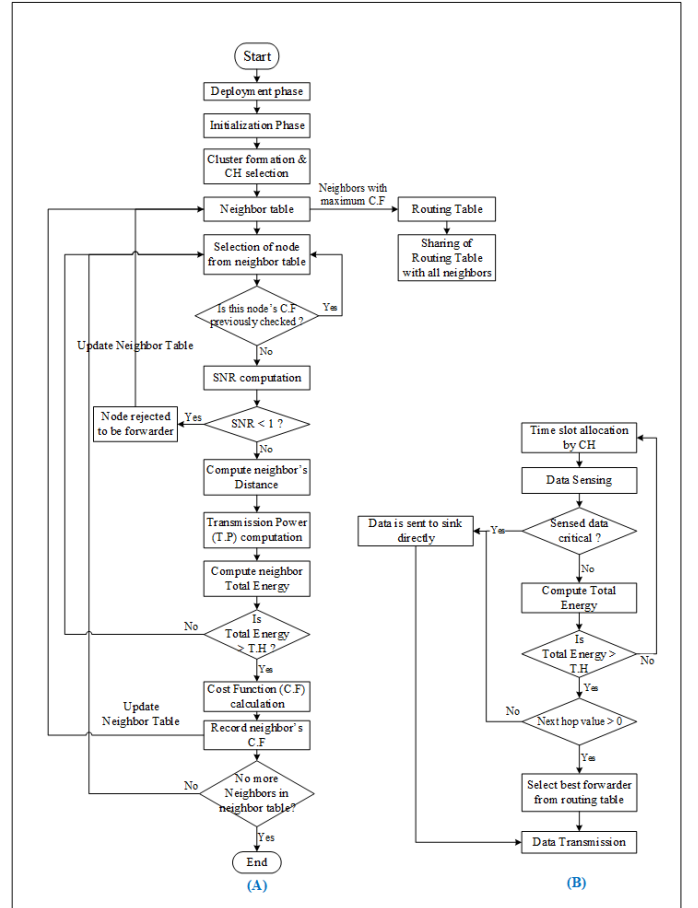 Start
Deployment phase
Initialization Phase
Cluster formation &
CH selection
Neighbors with
maximum C.F
Neighbor table
Routing Table
Sharing of
Routing Table
with all neighbors
Selection of node
from neighbor table
Is this node's C.F
previously checked ?
Yes
No
Update Neighbor Table
SNR computation
Node rejected
to be forwarder
Yes
SNR < 1 ?
No
Compute neighbor's
Distance
Transmission Power
(T.P) computation
Compute neighbor
Total Energy
No
Is
Total Energy
> T.H ?
Yes
Cost Function (C.F)
calculation
Update
Neighbor Table
Record neighbor's
C.F
No
No more
Neighbors in
neighbor table?
Yes
End
(A)
Time slot allocation
by CH
Data Sensing
Data is sent to sink
directly
Yes
Sensed data
critical ?
No
Compute Total
Energy
Is
Total Energy >
T.H
No
Yes
No
Next hop value > 0
Yes
Select best forwarder
from routing table
Data Transmission
(B)